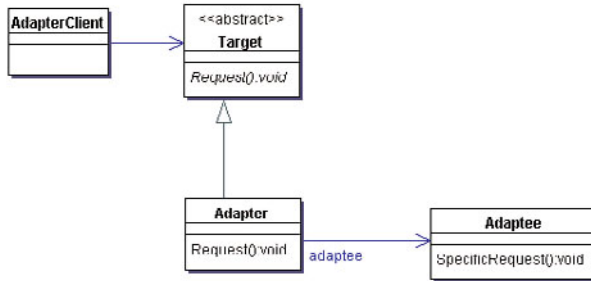 AdapterClient
<<abstract>>
Target
Request():void
Adapter
Request():void
adaptee
Adaptee
SpecificRequest():void